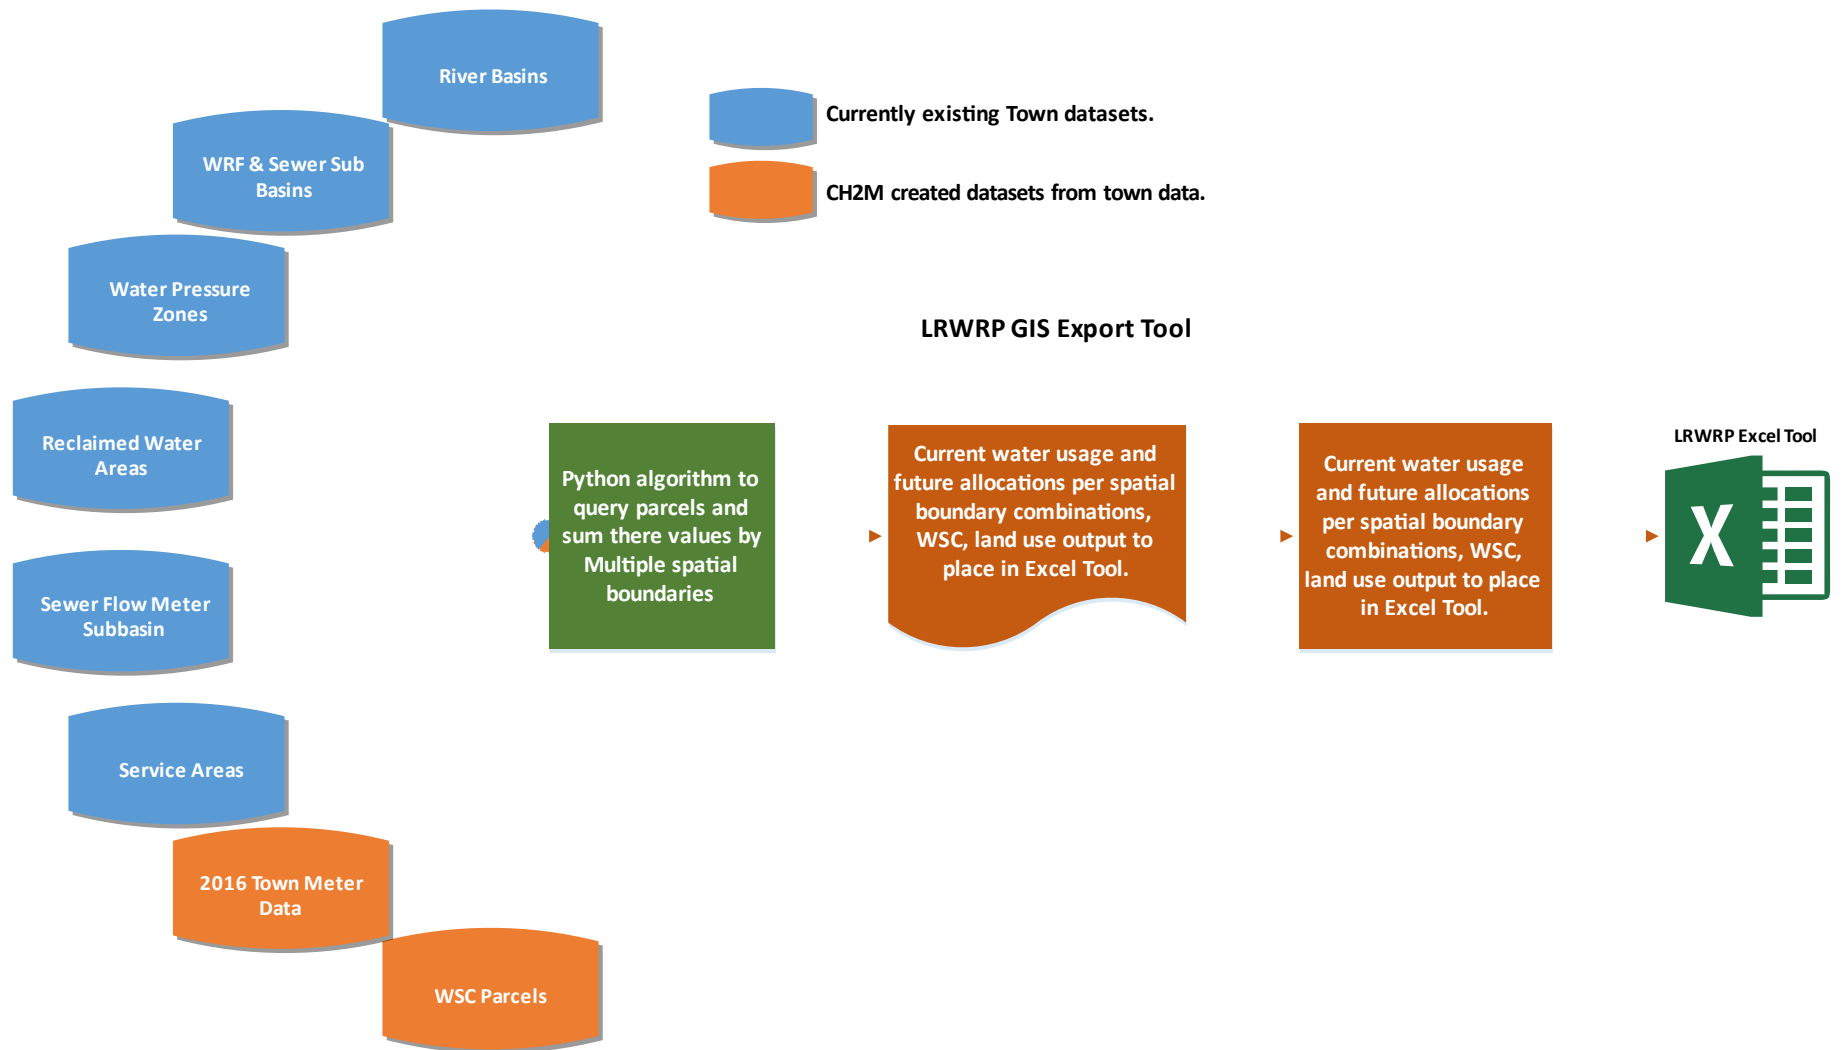 River Basins
WRF & Sewer Sub
Basins
Water Pressure
Zones
Reclaimed Water
Areas
Sewer Flow Meter
Subbasin
Service Areas
2016 Town Meter
Data
WSC Parcels
Currently existing Town datasets.
CH2M created datasets from town data.
LRWRP GIS Export Tool
Python algorithm to
query parcels and
sum there values by
Multiple spatial
boundaries
Current water usage and
future allocations per spatial
boundary combinations,
WSC, land use output to
place in Excel Tool.
Current water usage
and future allocations
per spatial boundary
combinations, WSC,
land use output to place
in Excel Tool.
LRWRP Excel Tool
X